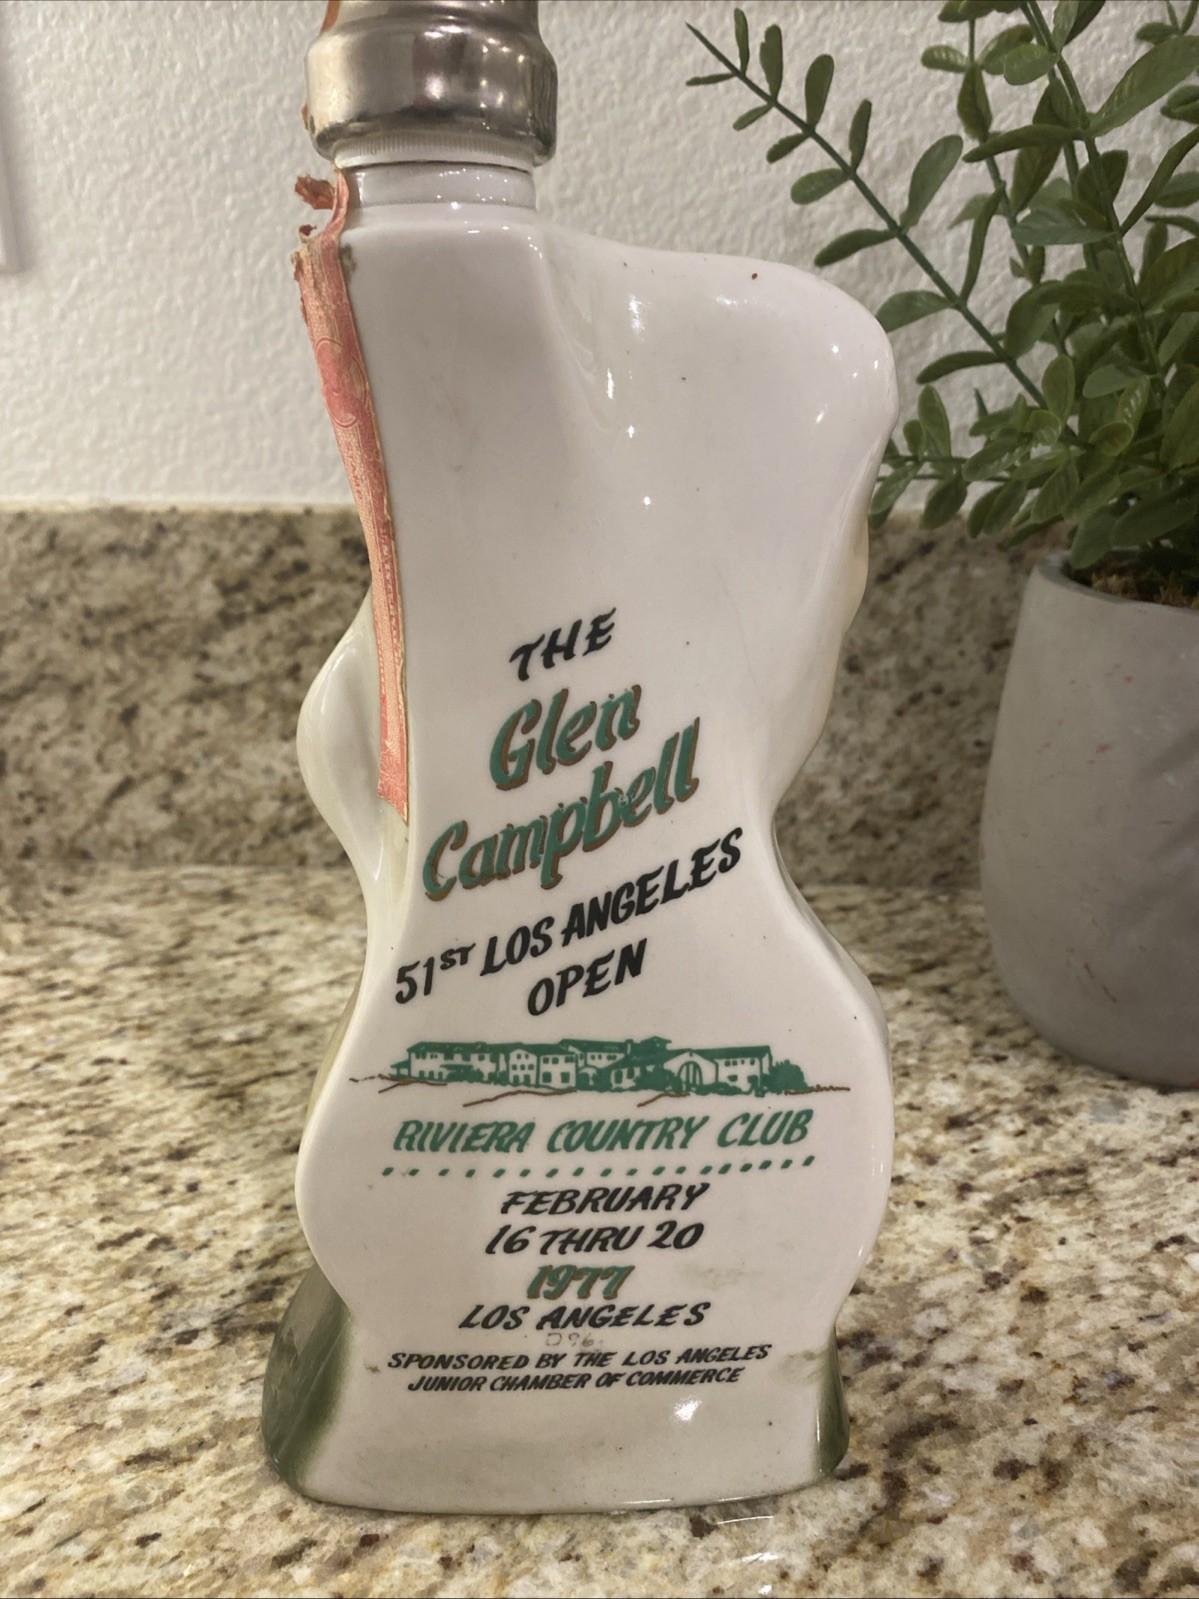 THE
Glen
Campbell
51ST LOS ANGELES
OPEN
RIVIERA COUNTRY CLUB
FEBRUARY
16 THRU 20
1977
LOS ANGELES
SPONSORED BY THE LOS ANGELES
JUNIOR CHAMBER OF COMMERCE